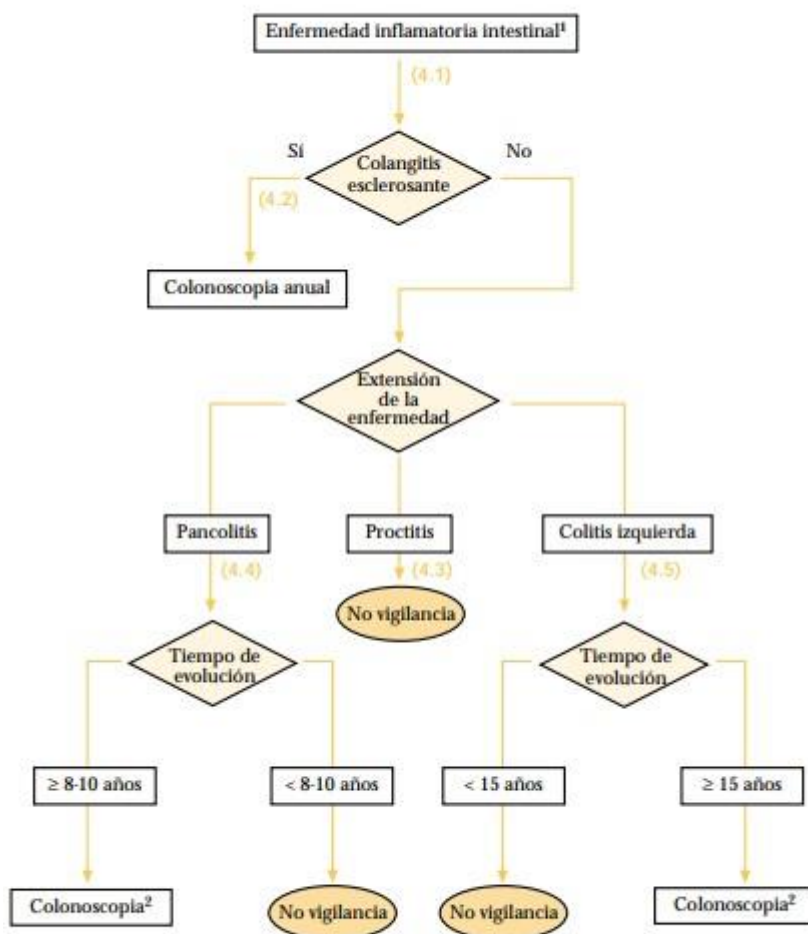 Enfermedad inflamatoria intestinal¹
(4.1)
Sí
No
Colangitis
esclerosante
(4.2)
Colonoscopia anual
Extensión
de la
enfermedad
Pancolitis
Proctitis
Colitis izquierda
(4.4)
(4.3)
(4.5)
No vigilancia
Tiempo de
evolución
Tiempo de
evolución
≥ 8-10 años
< 8-10 años
< 15 años
≥ 15 años
Colonoscopia²
No vigilancia
No vigilancia
Colonoscopia²